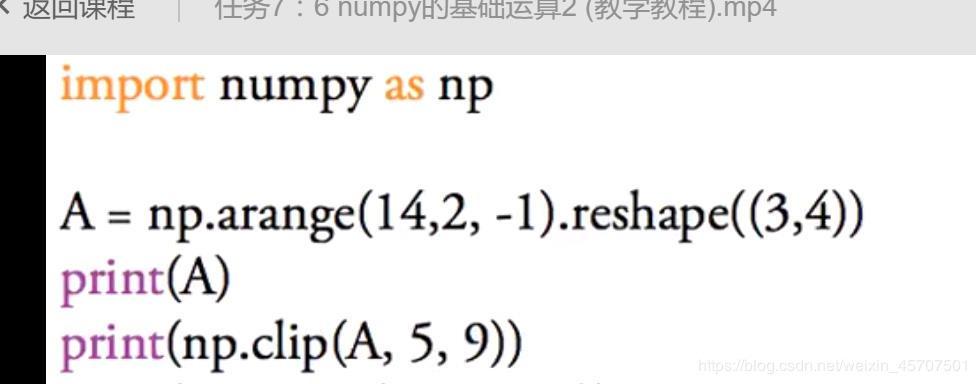 返回课程 任务7：6 numpy的基础运算2 (教学教程).mp4
import numpy as np
A = np.arange(14,2, -1).reshape((3,4))
print(A)
print(np.clip(A, 5, 9))
https://blog.csdn.net/weixin_45707501